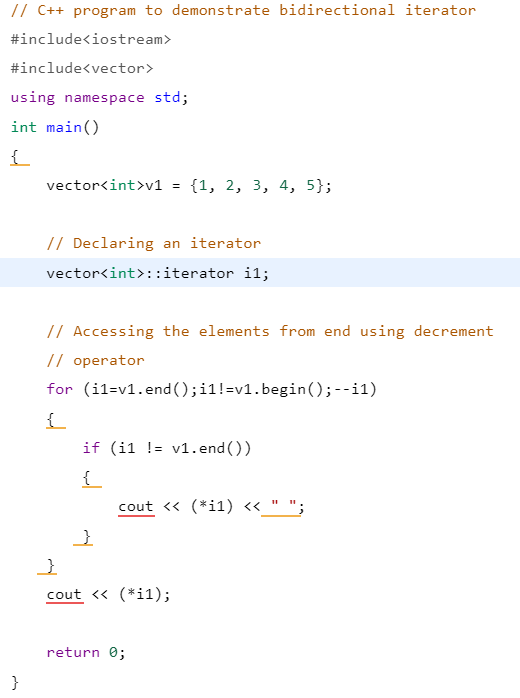 // C++ program to demonstrate bidirectional iterator
#include<iostream>
#include<vector>
using namespace std;
int main()
{
    vector<int>v1 = {1, 2, 3, 4, 5};

    // Declaring an iterator
    vector<int>::iterator i1;

    // Accessing the elements from end using decrement
    // operator
    for (i1=v1.end();i1!=v1.begin();--i1)
    {
        if (i1 != v1.end())
        {
            cout << (*i1) << " ";
        }
    }
    cout << (*i1);

    return 0;
}